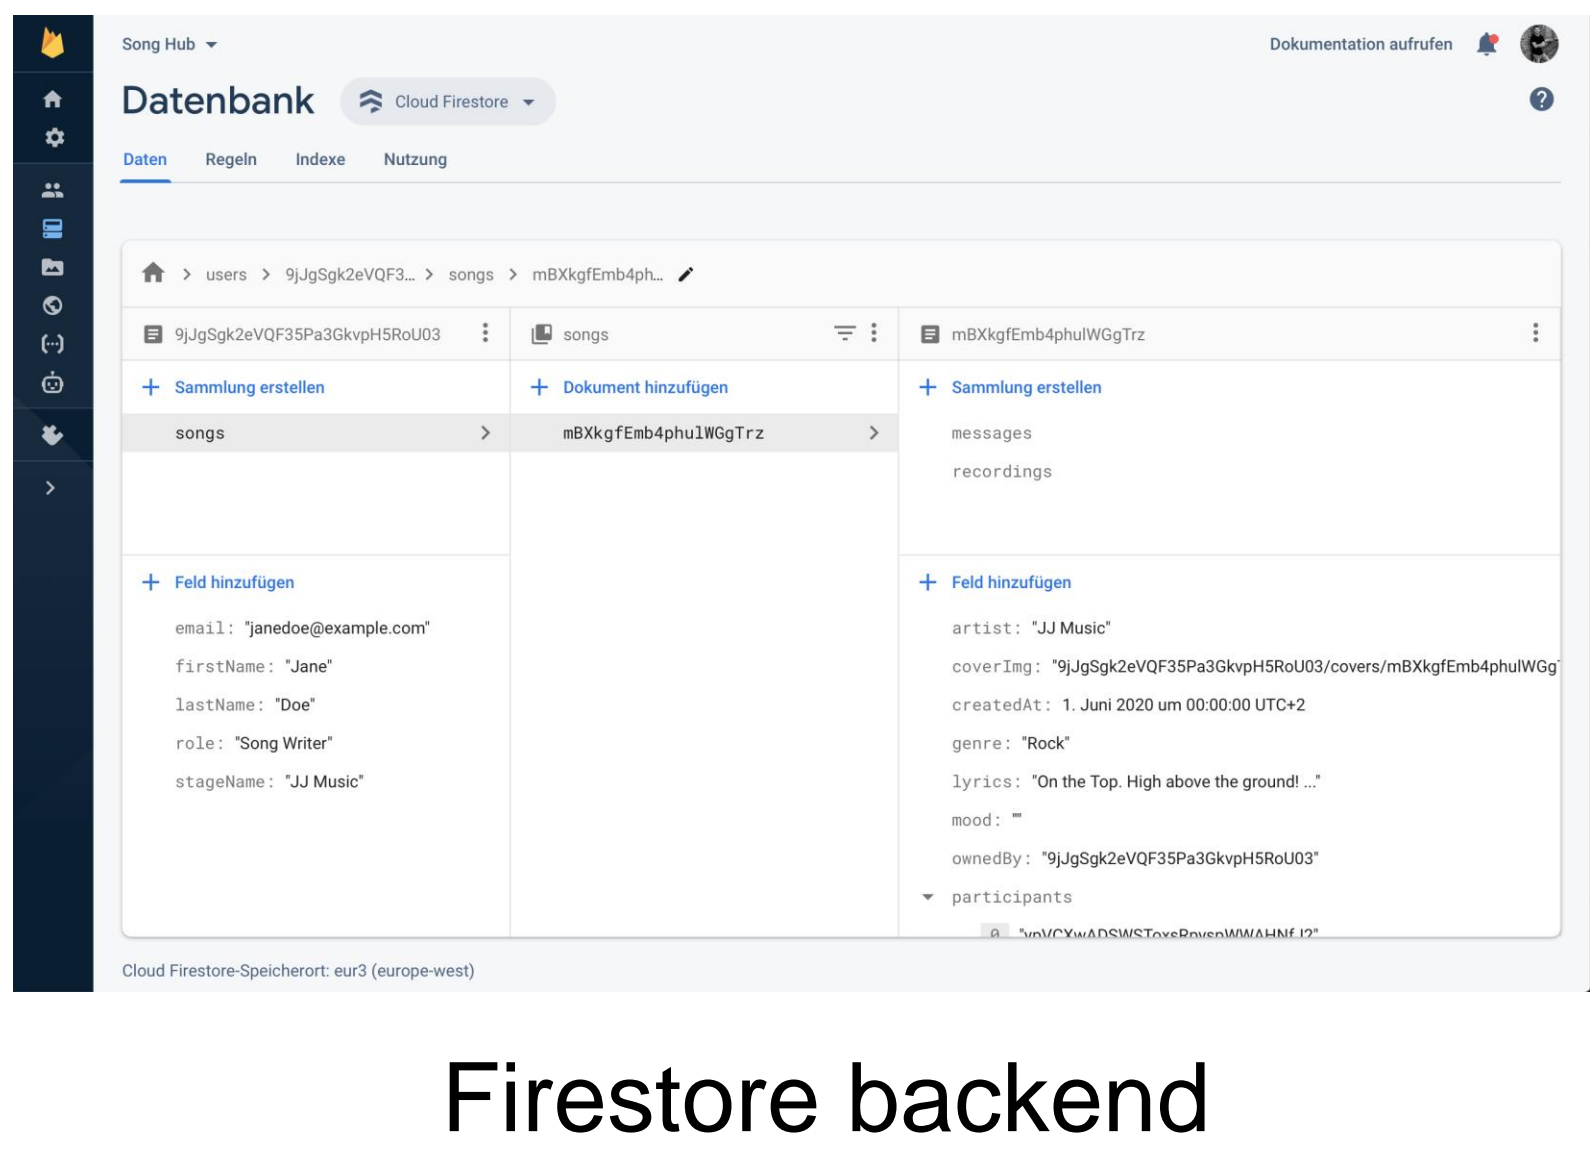 Song Hub
Dokumentation aufrufen
Datenbank
Cloud Firestore
Daten Regeln Indexe Nutzung
users > 9jJgSgk2eVQF3... > songs > mBXkgfEmb4ph...
9jJgSgk2eVQF35Pa3GkvpH5RoU03
Sammlung erstellen
songs
Feld hinzufügen
email: "janedoe@example.com"
firstName: "Jane"
lastName: "Doe"
role: "Song Writer"
stageName: "JJ Music"
songs
Dokument hinzufügen
mBXkgfEmb4phulWGgTrz
mBXkgfEmb4phulWGgTrz
Sammlung erstellen
messages
recordings
Feld hinzufügen
artist: "JJ Music"
coverImg: "9jJgSgk2eVQF35Pa3GkvpH5RoU03/covers/mBXkgfEmb4phulWGg
createdAt: 1. Juni 2020 um 00:00:00 UTC+2
genre: "Rock"
lyrics: "On the Top. High above the ground! ..."
mood: ""
ownedBy: "9jJgSgk2eVQF35Pa3GkvpH5RoU03"
participants
0
Cloud Firestore-Speicherort: eur3 (europe-west)
Firestore backend